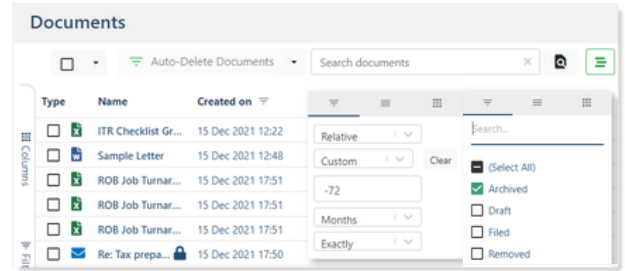 Documents
Auto-Delete Documents
Search documents
Type Name Created on
ITR Checklist Gr... 15 Dec 2021 12:22
Sample Letter 15 Dec 2021 12:48
ROB Job Turnar... 15 Dec 2021 17:51
ROB Job Turnar... 15 Dec 2021 17:51
ROB Job Turnar... 15 Dec 2021 17:51
Re: Tax prepa... 15 Dec 2021 17:50
Columns
Filt
Relative
Custom
Clear
-72
Months
Exactly
Search...
(Select All)
Archived
Draft
Filed
Removed